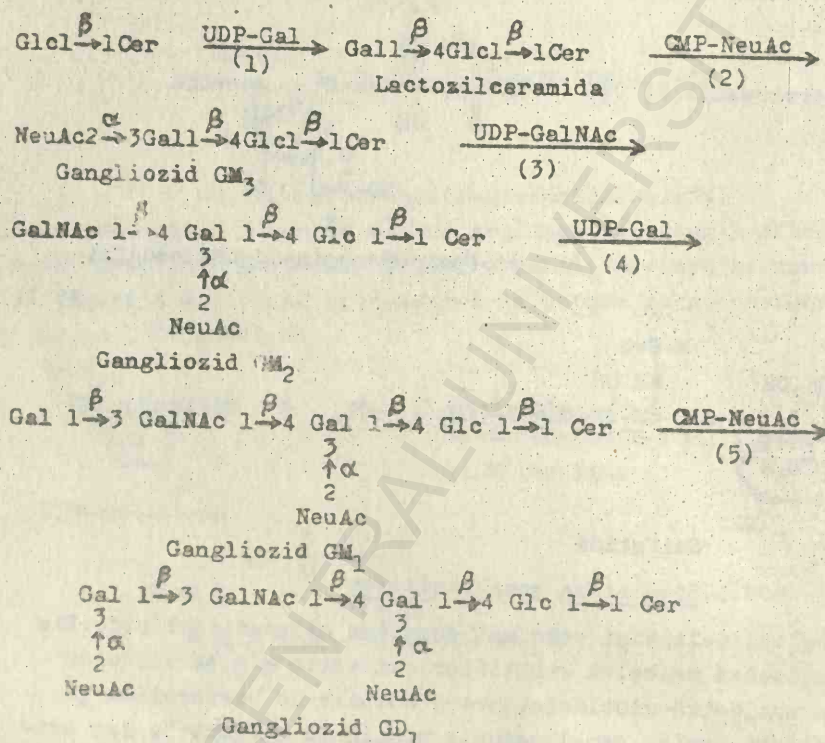 β β β
Glc1→1Cer UDP-Gal Gal1→4Glc1→1Cer CMP-NeuAc
(1) (2)
Lactozilceramida
α β β
NeuAc2→3Gal1→4Glc1→1Cer UDP-GalNAc
Gangliozid GM3 (3)
β β β
GalNAc 1→4 Gal 1→4 Glc 1→1 Cer UDP-Gal
3 (4)
↑α
2
NeuAc
Gangliozid GM2
β β β β
Gal 1→3 GalNAc 1→4 Gal 1→4 Glc 1→1 Cer CMP-NeuAc
3 (5)
↑α
2
NeuAc
Gangliozid GM1
β β β β
Gal 1→3 GalNAc 1→4 Gal 1→4 Glc 1→1 Cer
3 3
↑α ↑α
2 2
NeuAc NeuAc
Gangliozid GD1
CENTRAL UNIVERSIT